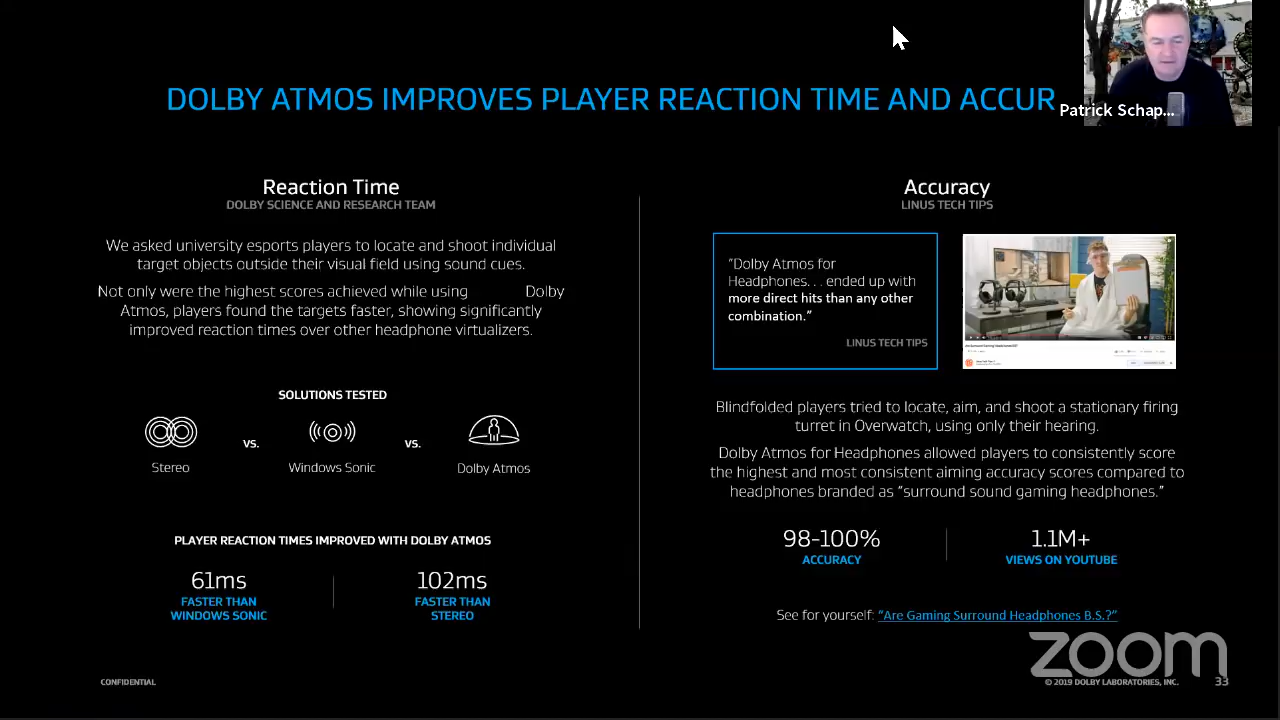 DOLBY ATMOS IMPROVES PLAYER REACTION TIME AND ACCUR
Patrick Schap...
Reaction Time
DOLBY SCIENCE AND RESEARCH TEAM
We asked university esports players to locate and shoot individual
target objects outside their visual field using sound cues.
Not only were the highest scores achieved while using Dolby
Atmos, players found the targets faster, showing significantly
improved reaction times over other headphone virtualizers.
SOLUTIONS TESTED
VS.
VS.
Stereo
Windows Sonic
Dolby Atmos
PLAYER REACTION TIMES IMPROVED WITH DOLBY ATMOS
61ms
FASTER THAN
WINDOWS SONIC
102ms
FASTER THAN
STEREO
Accuracy
LINUS TECH TIPS
"Dolby Atmos for
Headphones. . . ended up with
more direct hits than any other
combination."
LINUS TECH TIPS
Blindfolded players tried to locate, aim, and shoot a stationary firing
turret in Overwatch, using only their hearing.
Dolby Atmos for Headphones allowed players to consistently score
the highest and most consistent aiming accuracy scores compared to
headphones branded as "surround sound gaming headphones."
98-100%
ACCURACY
1.1M+
VIEWS ON YOUTUBE
See for yourself: "Are Gaming Surround Headphones B.S.?"
zoom
CONFIDENTIAL
© 2019 DOLBY LABORATORIES, INC.
33